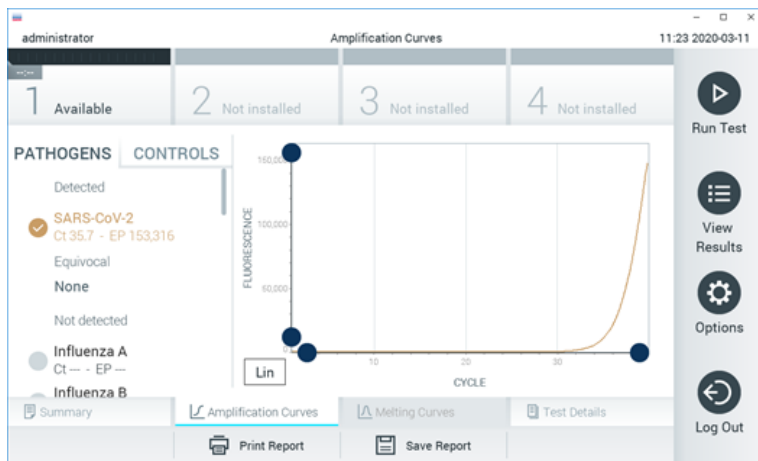 administrator
Amplification Curves
11:23 2020-03-11
--:--
1 Available
2 Not installed
3 Not installed
4 Not installed
Run Test
PATHOGENS
CONTROLS
Detected
SARS-CoV-2
Ct 35.7 - EP 153,316
Equivocal
None
Not detected
Influenza A
Ct --- - EP ---
Influenza B
FLUORESCENCE
150,000
100,000
50,000
0
10
20
30
CYCLE
Lin
View
Results
Options
Log Out
Summary
Amplification Curves
Melting Curves
Test Details
Print Report
Save Report